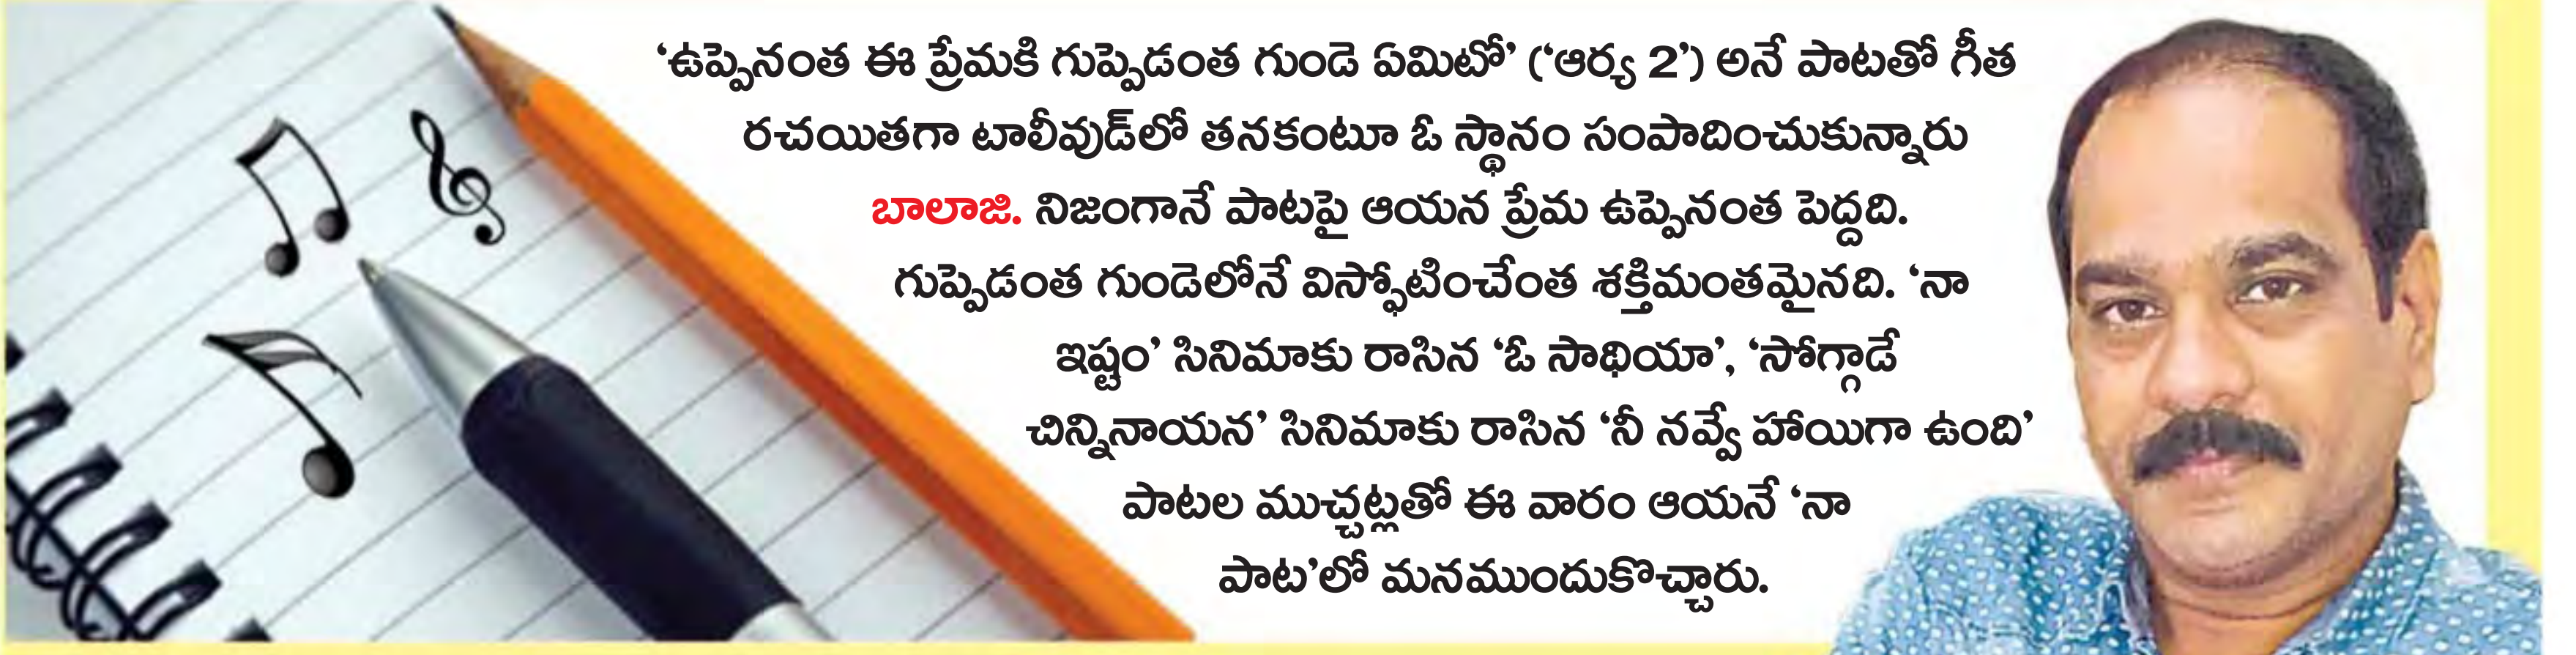 ‘ఉప్పెనంత ఈ ప్రేమకి గుప్పెడంత గుండె ఏమిటో’ (‘ఆర్య 2’) అనే పాటతో గీత
రచయితగా టాలీవుడ్‌లో తనకంటూ ఓ స్థానం సంపాదించుకున్నారు
బాలాజి. నిజంగానే పాటపై ఆయన ప్రేమ ఉప్పెనంత పెద్దది.
గుప్పెడంత గుండెలోనే విస్ఫోటించేంత శక్తిమంతమైనది. ‘నా
ఇష్టం’ సినిమాకు రాసిన ‘ఓ సాథియా’, ‘సోగ్గాడే
చిన్నినాయన’ సినిమాకు రాసిన ‘నీ నవ్వే హాయిగా ఉంది’
పాటల ముచ్చట్లతో ఈ వారం ఆయనే ‘నా
పాట’లో మనముందుకొచ్చారు.